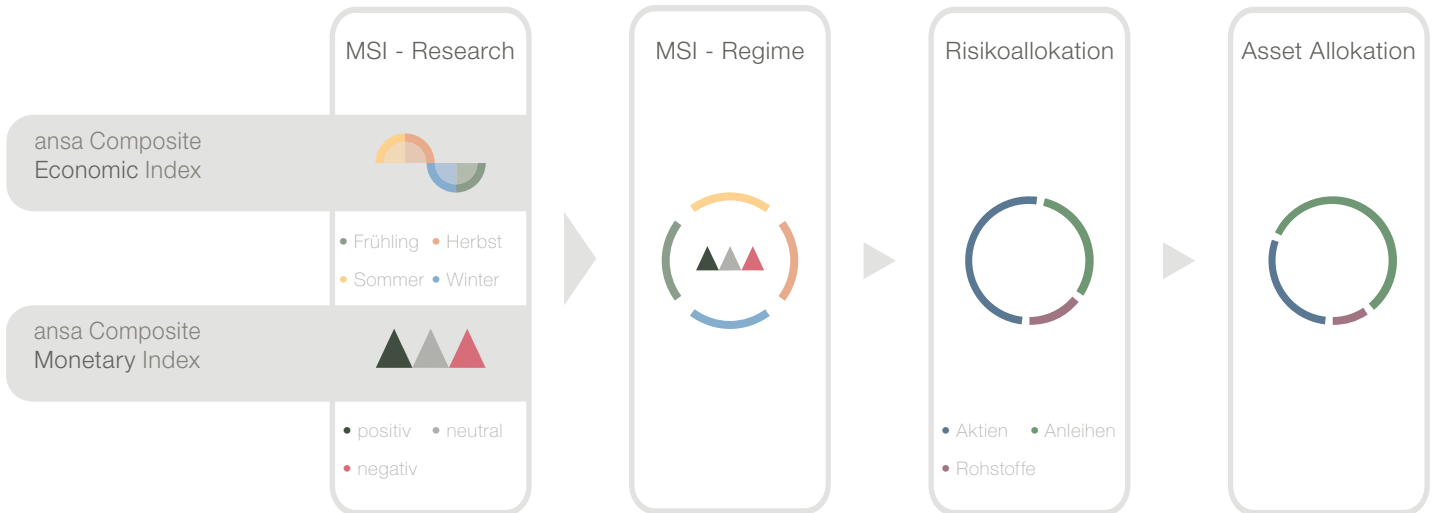 MSI - Research
MSI - Regime
Risikoallokation
Asset Allokation
ansa Composite
Economic Index
• Frühling • Herbst
• Sommer • Winter
ansa Composite
Monetary Index
• positiv • neutral
• negativ
• Aktien • Anleihen
• Rohstoffe